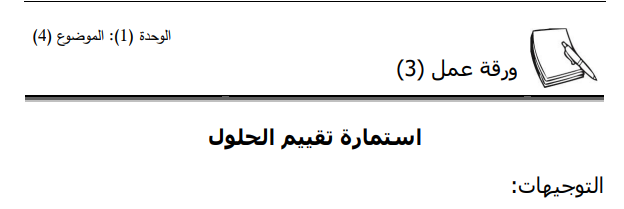 الوحدة (1): الموضوع (4)
ورقة عمل (3)
استمارة تقييم الحلول
التوجيهات: